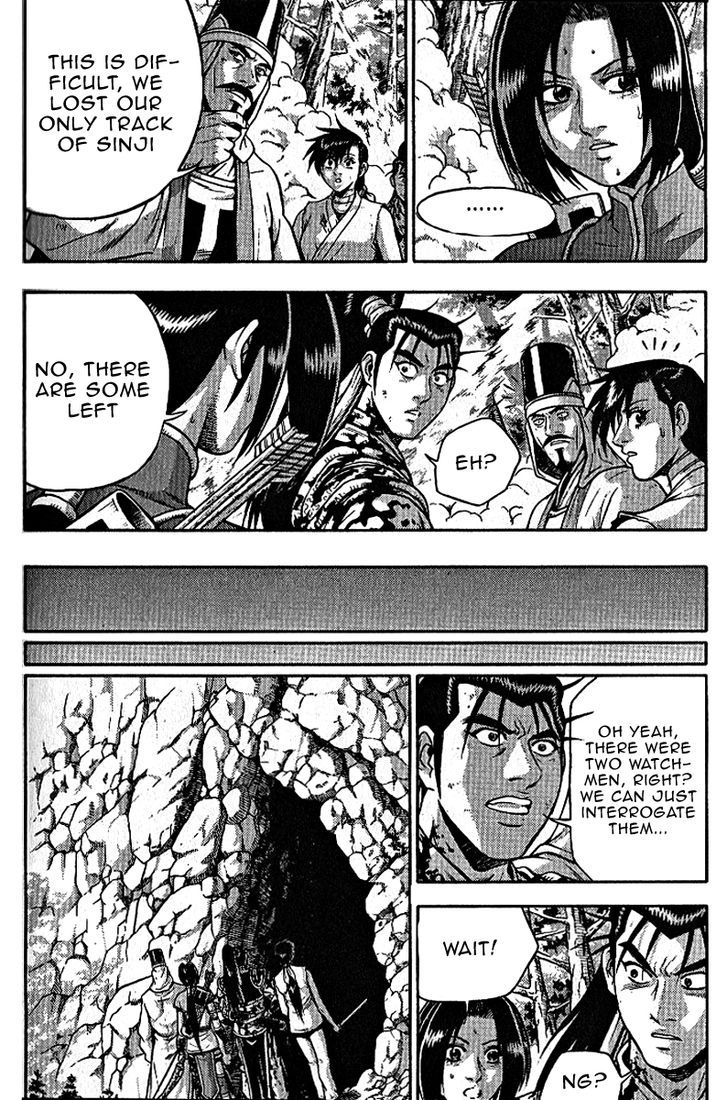 THIS IS DIF-
FICULT, WE
LOST OUR
ONLY TRACK
OF SINJI
......
NO, THERE
ARE SOME
LEFT
EH?
OH YEAH,
THERE WERE
TWO WATCH-
MEN, RIGHT?
WE CAN JUST
INTERROGATE
THEM...
WAIT!
NG?